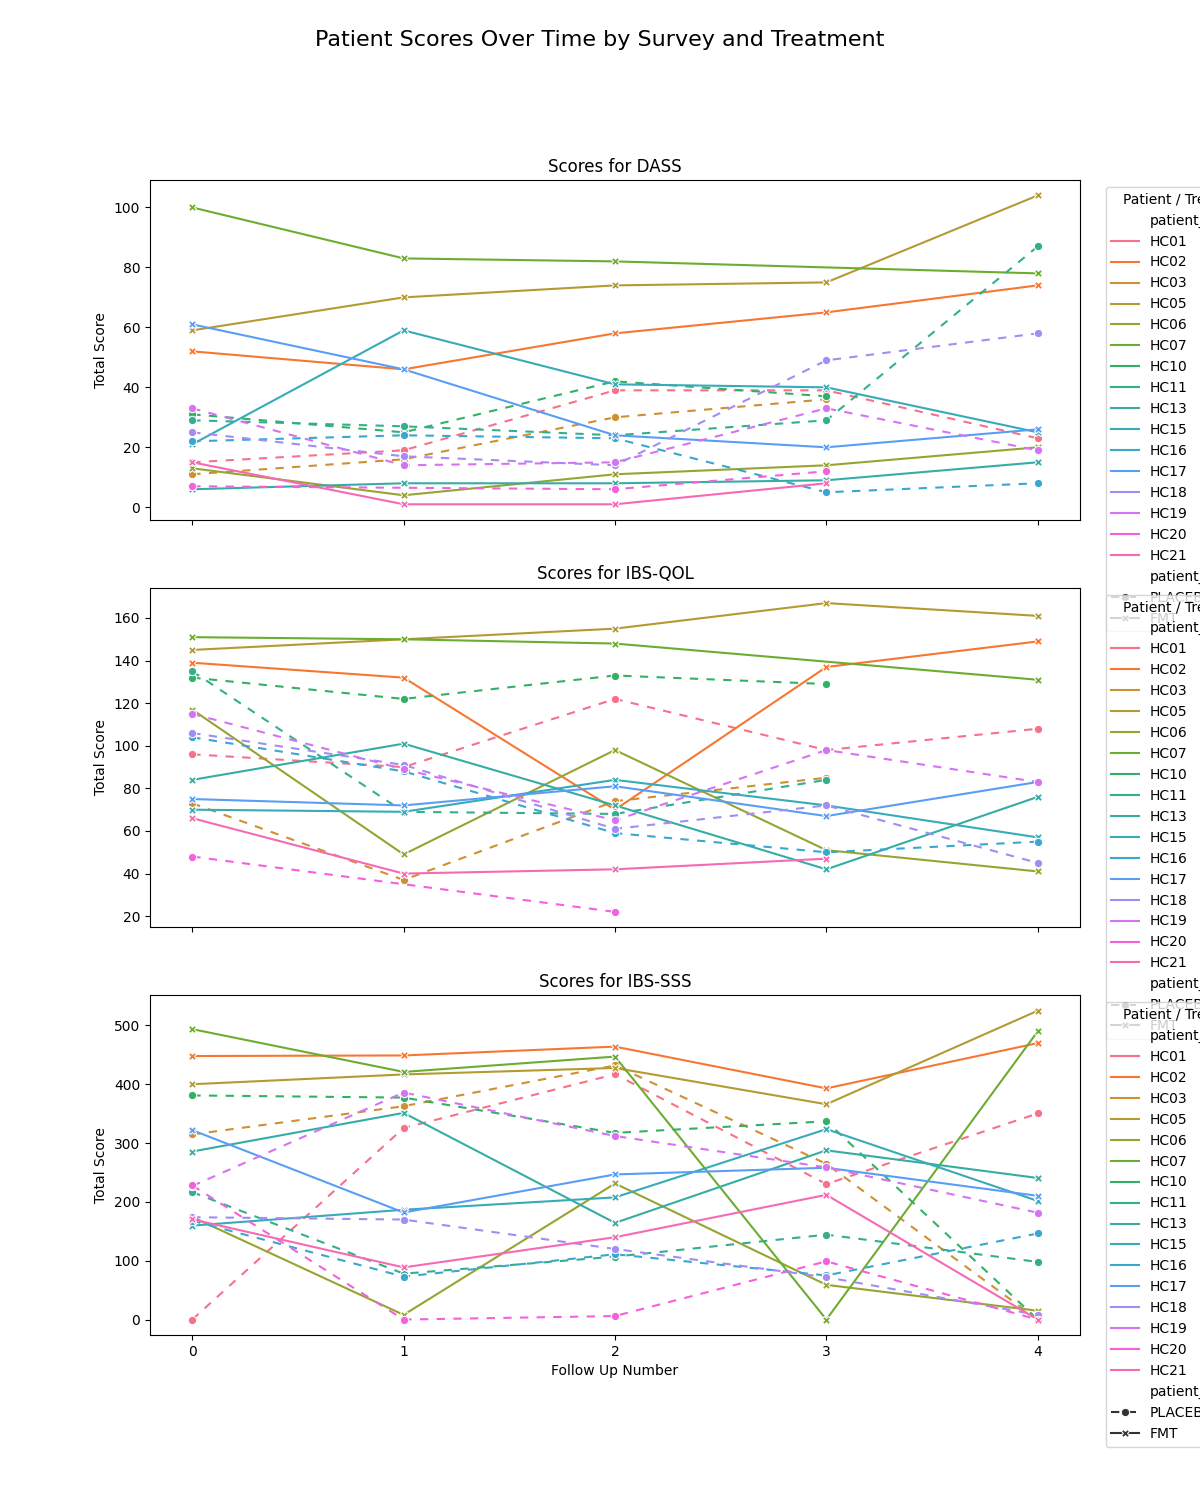 Patient Scores Over Time by Survey and Treatment
Scores for DASS
Total Score
100
80
60
40
20
0
Patient / Tre
patient_
HC01
HC02
HC03
HC05
HC06
HC07
HC10
HC11
HC13
HC15
HC16
HC17
HC18
HC19
HC20
HC21
patient_
PLACEB
FMT
Scores for IBS-QOL
Total Score
160
140
120
100
80
60
40
20
Patient / Tre
patient_
HC01
HC02
HC03
HC05
HC06
HC07
HC10
HC11
HC13
HC15
HC16
HC17
HC18
HC19
HC20
HC21
patient_
PLACEB
FMT
Scores for IBS-SSS
Total Score
500
400
300
200
100
0
0 1 2 3 4
Follow Up Number
Patient / Tre
patient_
HC01
HC02
HC03
HC05
HC06
HC07
HC10
HC11
HC13
HC15
HC16
HC17
HC18
HC19
HC20
HC21
patient_
PLACEB
FMT